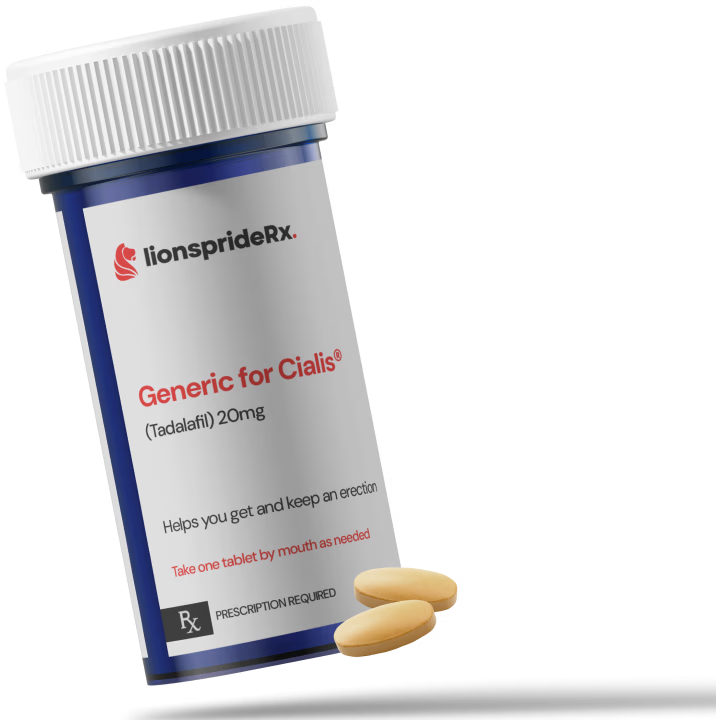 lionsprideRx.
Generic for Cialis®
(Tadalafil) 20mg
Helps you get and keep an erection
Take one tablet by mouth as needed
Rx PRESCRIPTION REQUIRED